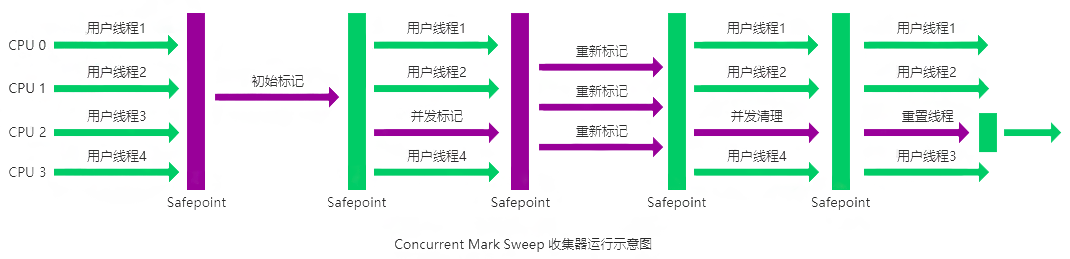 用户线程1 用户线程1 用户线程1 用户线程1
CPU 0
重新标记
用户线程2 用户线程2 用户线程2 用户线程2
初始标记
CPU 1
重新标记
用户线程3 并发标记 并发清理 重置线程
CPU 2
重新标记
用户线程4 用户线程4 用户线程4 用户线程3
CPU 3
Safepoint Safepoint Safepoint Safepoint Safepoint
Concurrent Mark Sweep 收集器运行示意图